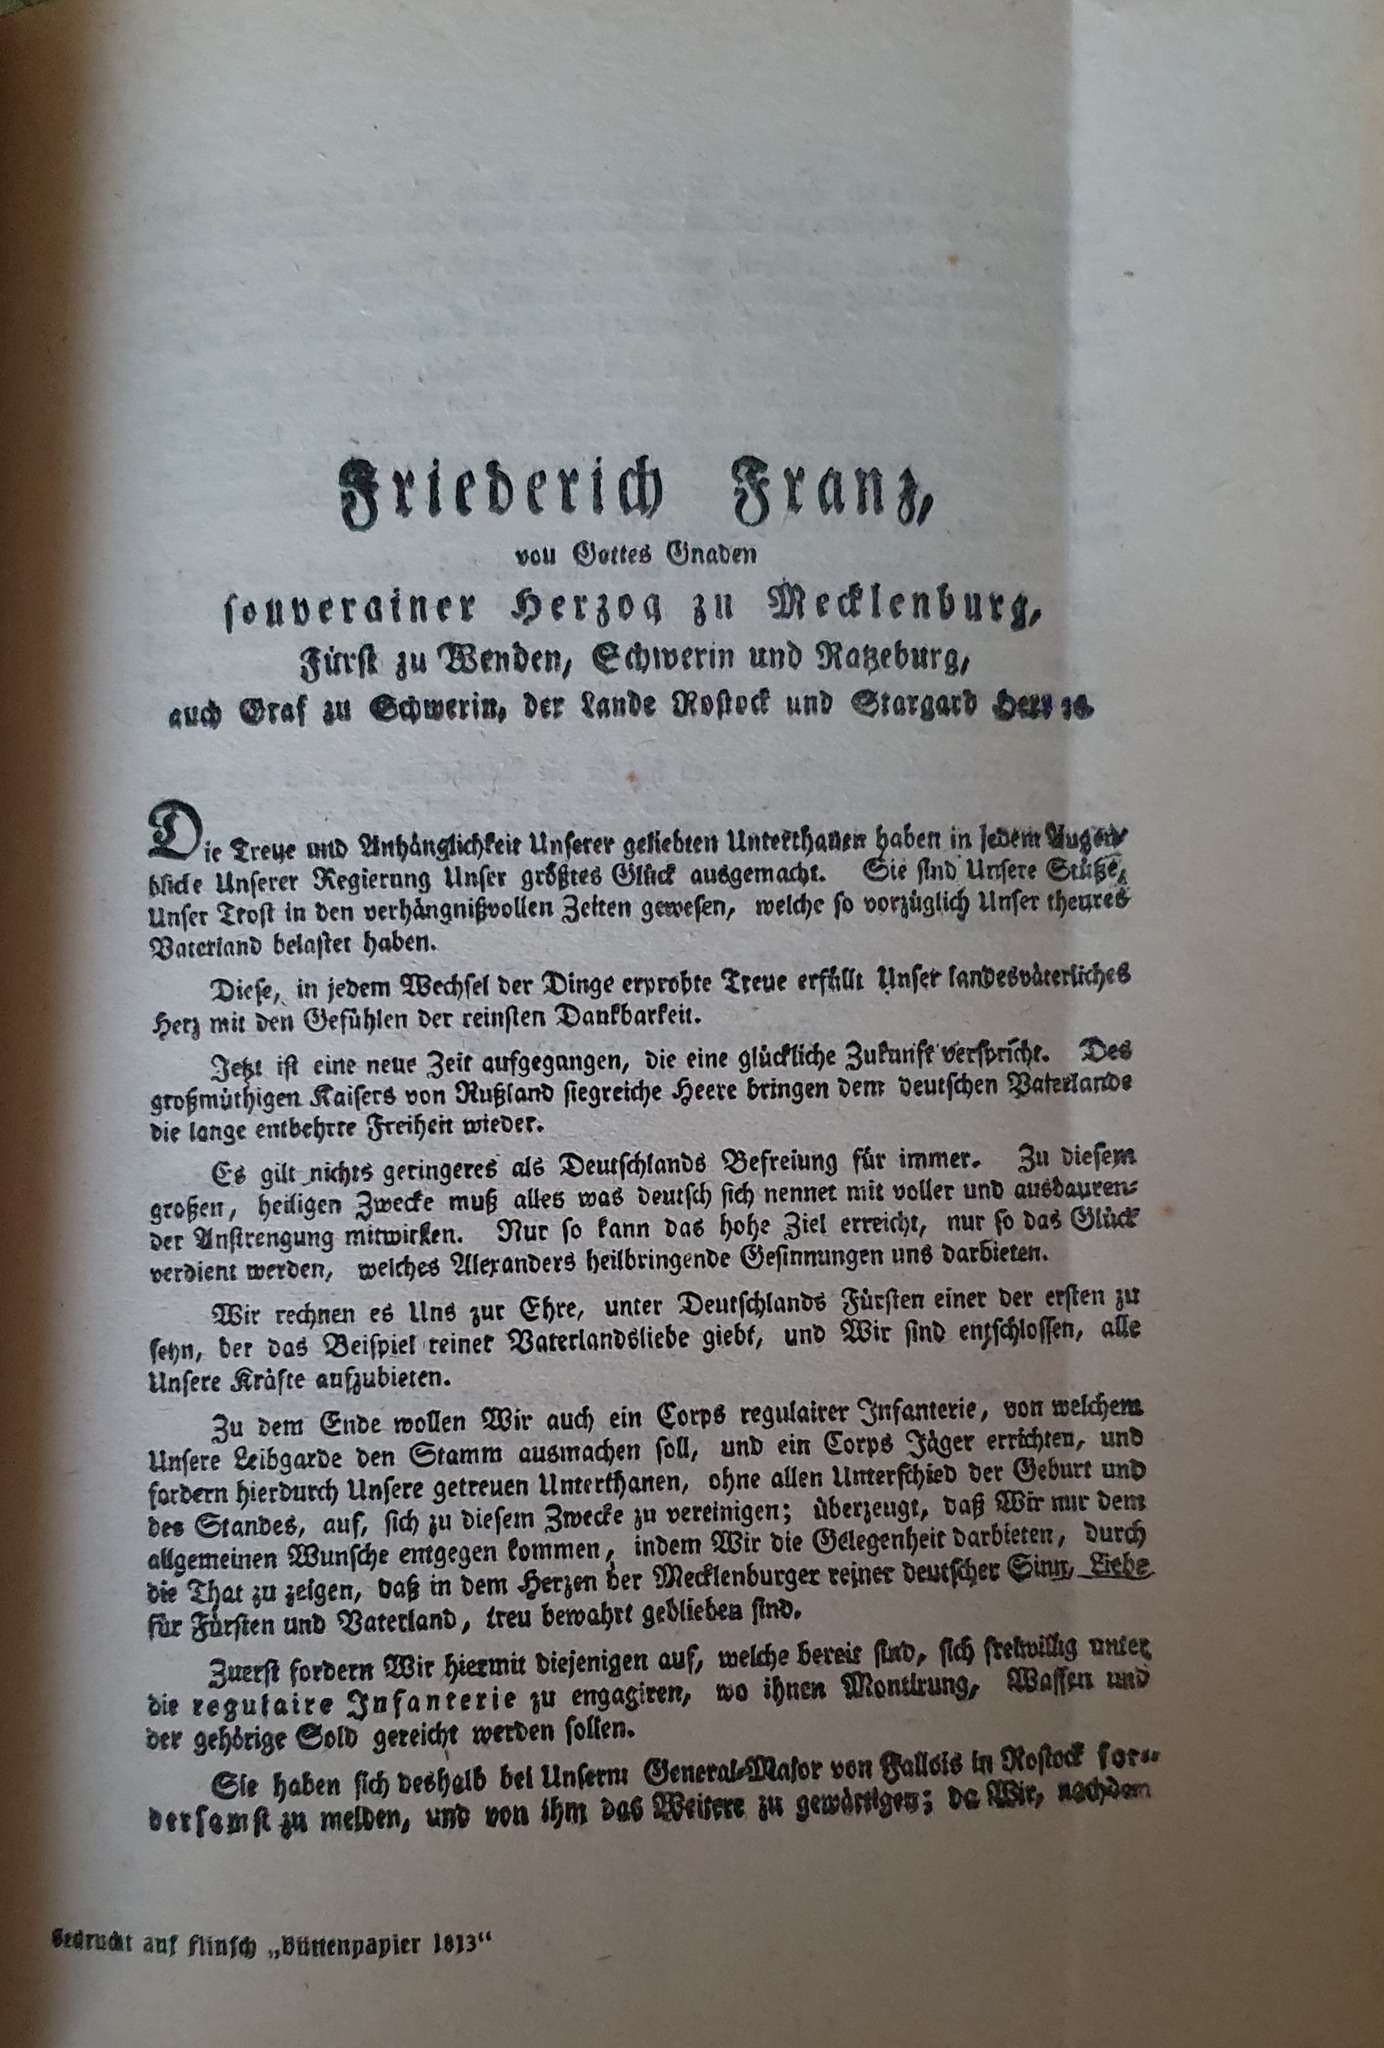 Friederich Franz,
von Gottes Gnaden
souverainer Herzog zu Mecklenburg,
Fürst zu Wenden, Schwerin und Ratzeburg,
auch Graf zu Schwerin, der Lande Rostock und Stargard Herr ꝛc.
Die Treue und Anhänglichkeit Unserer geliebten Unterthanen haben in jedem Augen-
blicke Unserer Regierung Unser größtes Glück ausgemacht. Sie sind Unsere Stütze,
Unser Trost in den verhängnißvollen Zeiten gewesen, welche so vorzüglich Unser theures
Vaterland belastet haben.
Diese, in jedem Wechsel der Dinge erprobte Treue erfüllt Unser landesväterliches
Herz mit den Gefühlen der reinsten Dankbarkeit.
Jetzt ist eine neue Zeit aufgegangen, die eine glückliche Zukunft verspricht. Des
großmüthigen Kaisers von Rußland siegreiche Heere bringen dem deutschen Vaterlande
die lange entbehrte Freiheit wieder.
Es gilt nichts geringeres als Deutschlands Befreiung für immer. Zu diesem
großen, heiligen Zwecke muß alles was deutsch sich nennet mit voller und ausdauren-
der Anstrengung mitwirken. Nur so kann das hohe Ziel erreicht, nur so das Glück
verdient werden, welches Alexanders heilbringende Gesinnungen uns darbieten.
Wir rechnen es Uns zur Ehre, unter Deutschlands Fürsten einer der ersten zu
seyn, der das Beispiel reiner Vaterlandsliebe giebt, und Wir sind entschlossen, alle
Unsere Kräfte aufzubieten.
Zu dem Ende wollen Wir auch ein Corps regulairer Infanterie, von welchem
Unsere Leibgarde den Stamm ausmachen soll, und ein Corps Jäger errichten, und
fordern hierdurch Unsere getreuen Unterthanen, ohne allen Unterschied der Geburt und
des Standes, auf, sich zu diesem Zwecke zu vereinigen; überzeugt, daß Wir nur dem
allgemeinen Wunsche entgegen kommen, indem Wir die Gelegenheit darbieten, durch
die That zu zeigen, daß in dem Herzen der Mecklenburger reiner deutscher Sinn, Liebe
für Fürsten und Vaterland, treu bewahrt geblieben sind.
Zuerst fordern Wir hiermit diejenigen auf, welche bereit sind, sich freiwillig unter
die regulaire Infanterie zu engagiren, wo ihnen Montirung, Waffen und
der gehörige Sold gereicht werden sollen.
Sie haben sich deshalb bei Unserm General-Major von Fallois in Rostock for-
dersamst zu melden, und von ihm das Weitere zu gewärtigen; da Wir, nachdem
Gedruckt auf Flinsch „Büttenpapier 1813“